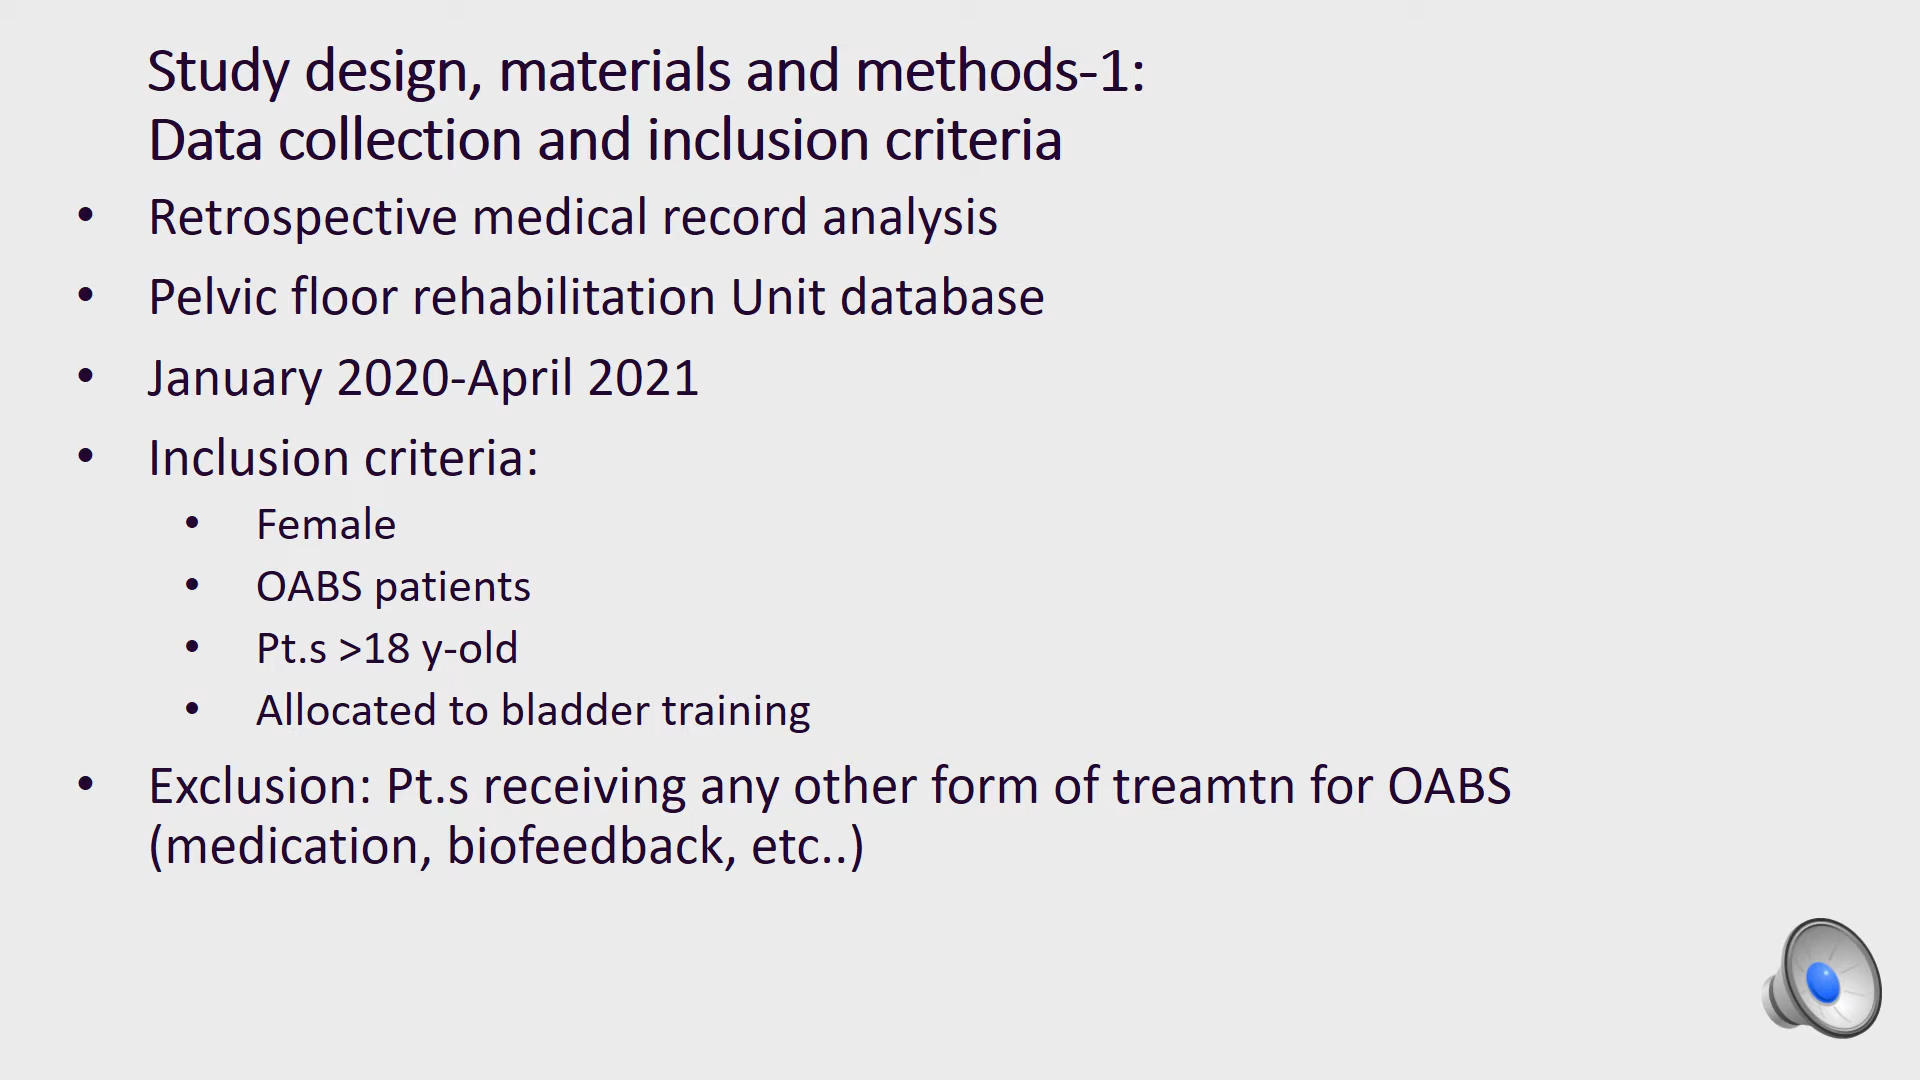 Study design, materials and methods-1:
Data collection and inclusion criteria
• Retrospective medical record analysis
• Pelvic floor rehabilitation Unit database
• January 2020-April 2021
• Inclusion criteria:
• Female
• OABS patients
• Pt.s >18 y-old
• Allocated to bladder training
• Exclusion: Pt.s receiving any other form of treamtn for OABS
(medication, biofeedback, etc..)